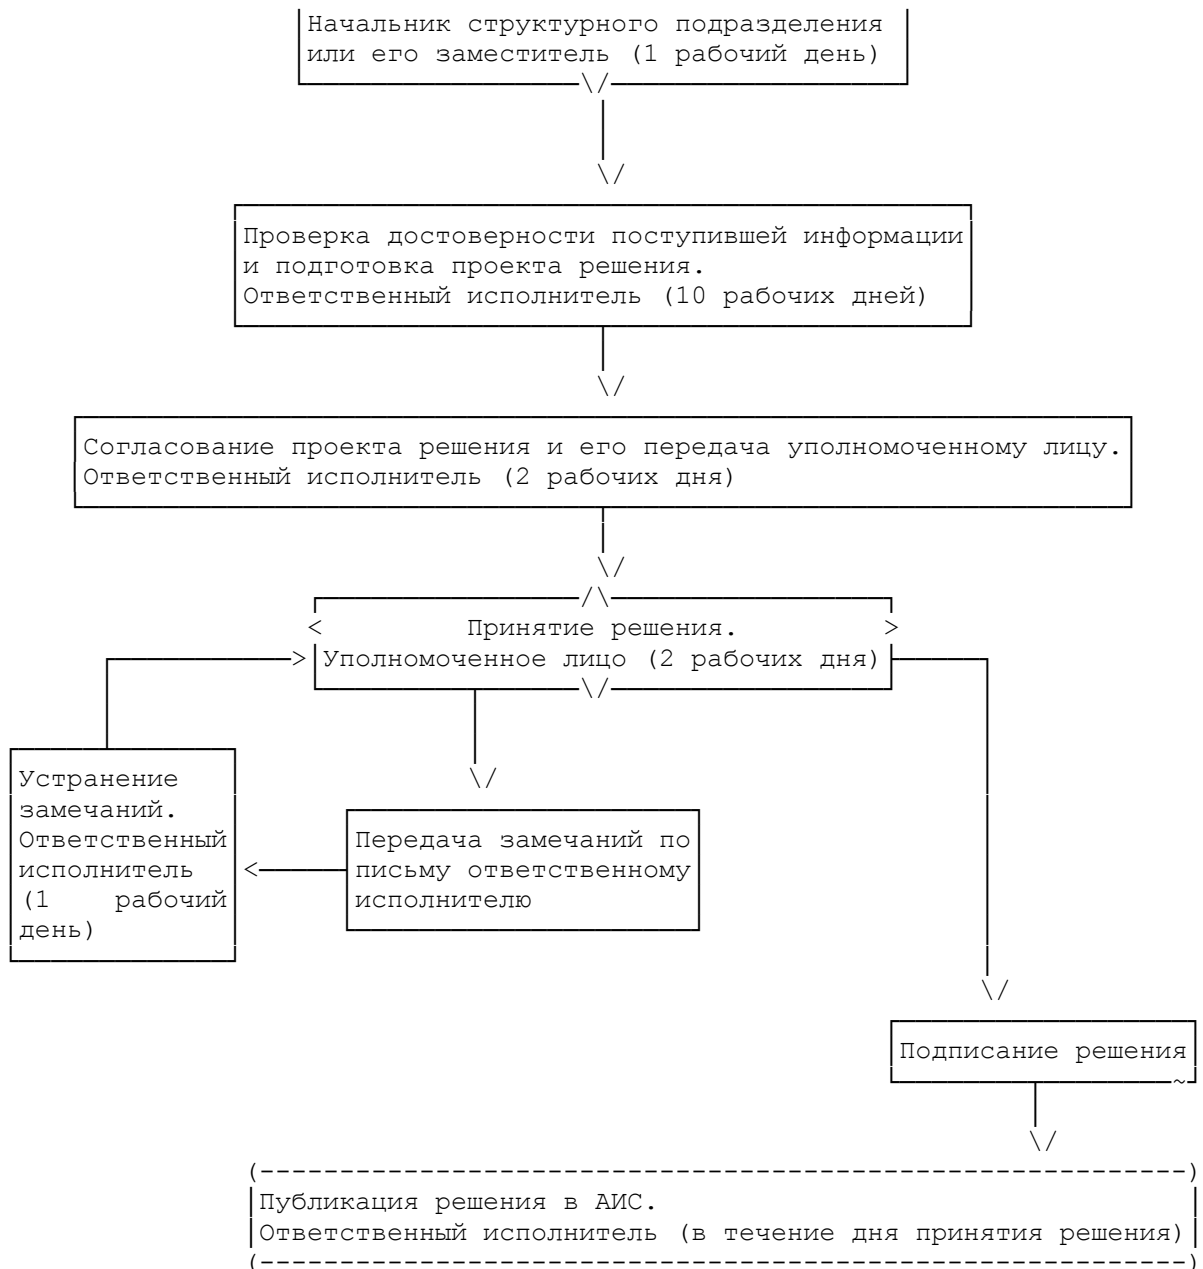 Начальник структурного подразделения
или его заместитель (1 рабочий день)
Проверка достоверности поступившей информации
и подготовка проекта решения.
Ответственный исполнитель (10 рабочих дней)
Согласование проекта решения и его передача уполномоченному лицу.
Ответственный исполнитель (2 рабочих дня)
Принятие решения.
Уполномоченное лицо (2 рабочих дня)
Устранение
замечаний.
Ответственный
исполнитель
(1 рабочий
день)
Передача замечаний по
письму ответственному
исполнителю
Подписание решения
Публикация решения в АИС.
Ответственный исполнитель (в течение дня принятия решения)